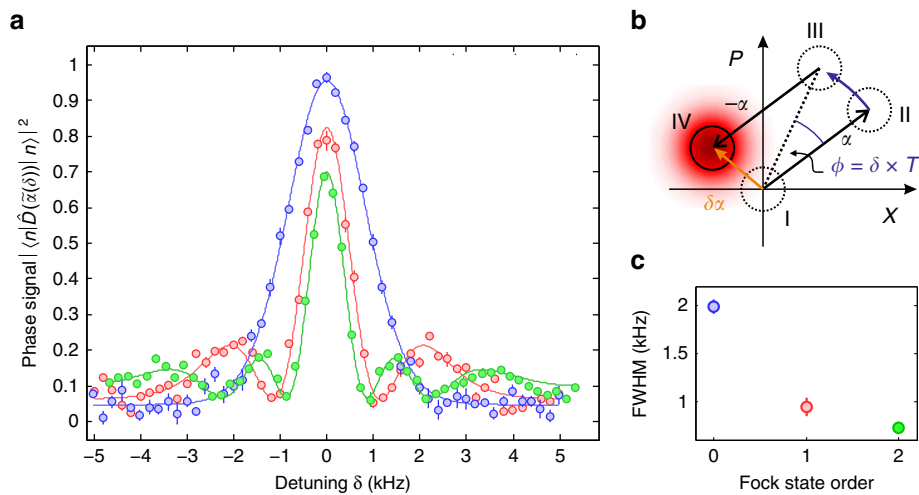 a
Phase signal |⟨n|D̂(α̃(δ))| n⟩| ²
1
0.9
0.8
0.7
0.6
0.5
0.4
0.3
0.2
0.1
0
−5 −4 −3 −2 −1 0 1 2 3 4 5
Detuning δ (kHz)
b
P
III
II
−α
IV
α
ϕ = δ × T
δα
I
X
c
FWHM (kHz)
2
1.5
1
0 1 2
Fock state order